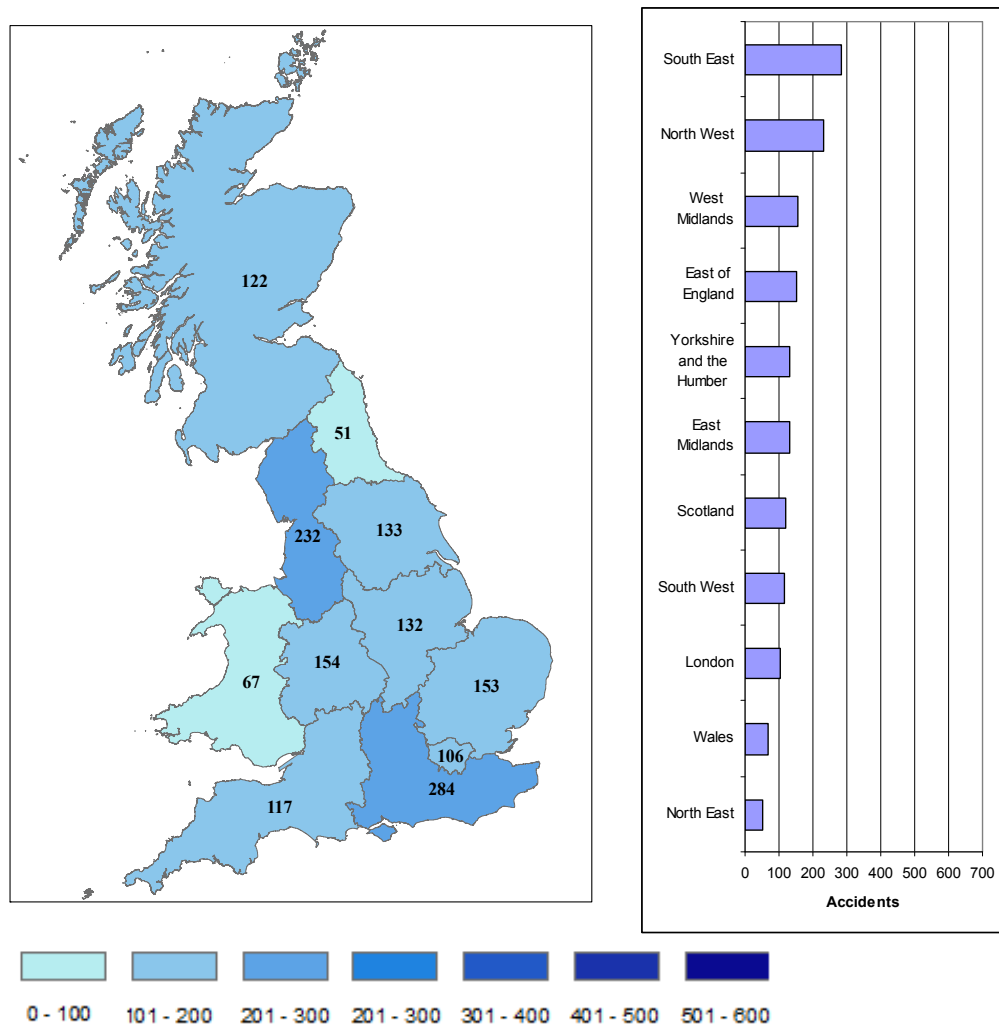 122
51
232
133
132
154
67
153
106
284
117
South East
North West
West
Midlands
East of
England
Yorkshire
and the
Humber
East
Midlands
Scotland
South West
London
Wales
North East
0 100 200 300 400 500 600 700
Accidents
0 - 100 101 - 200 201 - 300 201 - 300 301 - 400 401 - 500 501 - 600